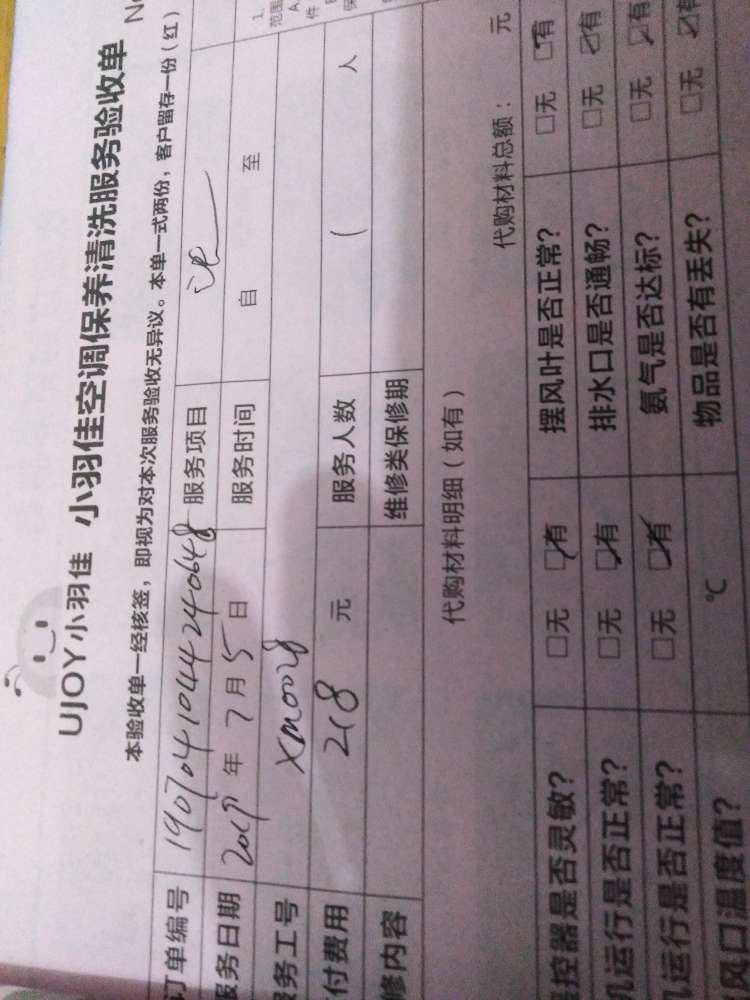 UJOY小羽佳 小羽佳空调保养清洗服务验收单 No
本验收单一经核签，即视为对本次服务验收无异议。本单一式两份，客户留存一份（红）
订单编号 190704104424240648 服务项目
服务日期 2019 年 7 月 5 日 服务时间 自 至
务工号 XM0028
付费用 218 元 服务人数 ( 人
修内容 维修类保修期
代购材料明细（如有） 代购材料总额： 元
控器是否灵敏？ □无 ☑有 摆风叶是否正常？ □无 ☑有
机运行是否正常？ □无 ☑有 排水口是否通畅？ □无 ☑有
机运行是否正常？ □无 ☑有 氨气是否达标？ □无 ☑有
风口温度值？ ℃ 物品是否有丢失？ □无 ☑有